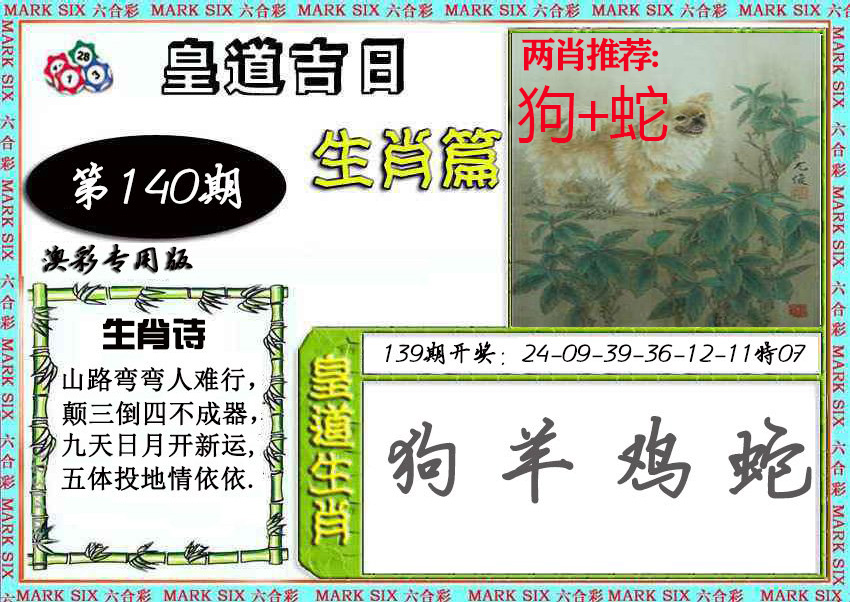 MARK SIX 六合彩 MARK SIX 六合彩 MARK SIX 六合彩 MARK SIX 六合彩 MARK SIX 六合彩 MARK SIX 六合彩
皇道吉日
28
1
3
两肖推荐:
狗+蛇
生肖篇
第140期
澳彩专用版
生肖诗
山路弯弯人难行，
颠三倒四不成器，
九天日月开新运，
五体投地情依依.
139期开奖：24-09-39-36-12-11特07
皇道生肖
狗 羊 鸡 蛇
MARK SIX 六合彩 MARK SIX 六合彩 MARK SIX 六合彩 MARK SIX 六合彩 MARK SIX 六合彩 MARK SIX 六合彩